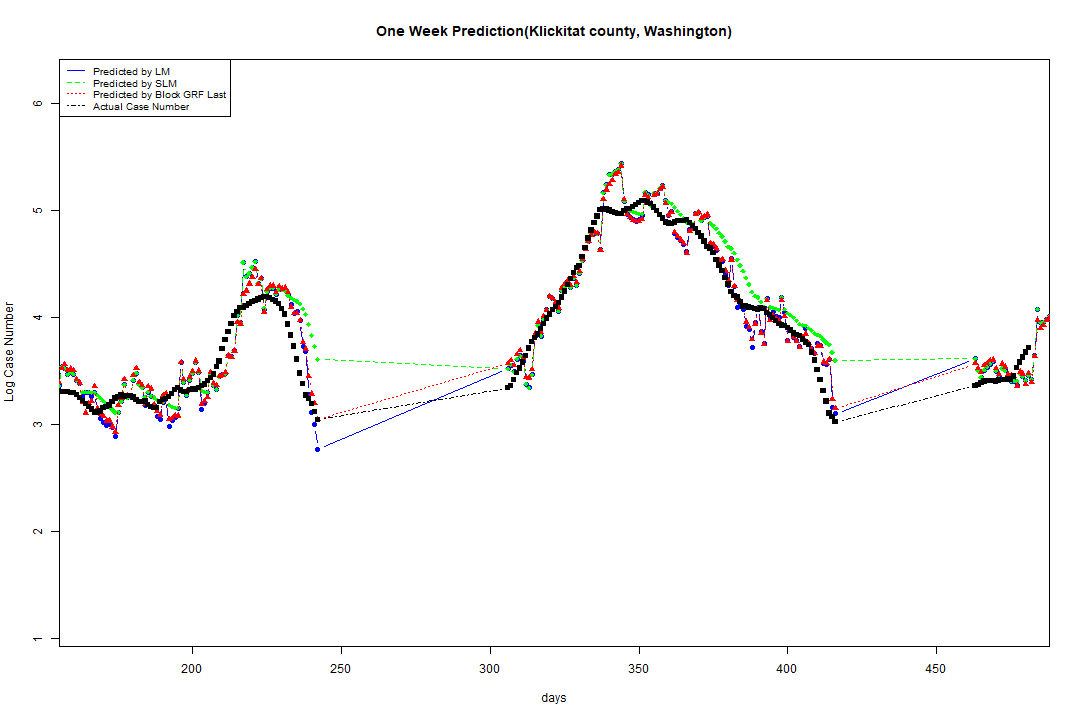 One Week Prediction(Klickitat county, Washington)
Predicted by LM
Predicted by SLM
Predicted by Block GRF Last
Actual Case Number
Log Case Number
6
5
4
3
2
1
200 250 300 350 400 450
days